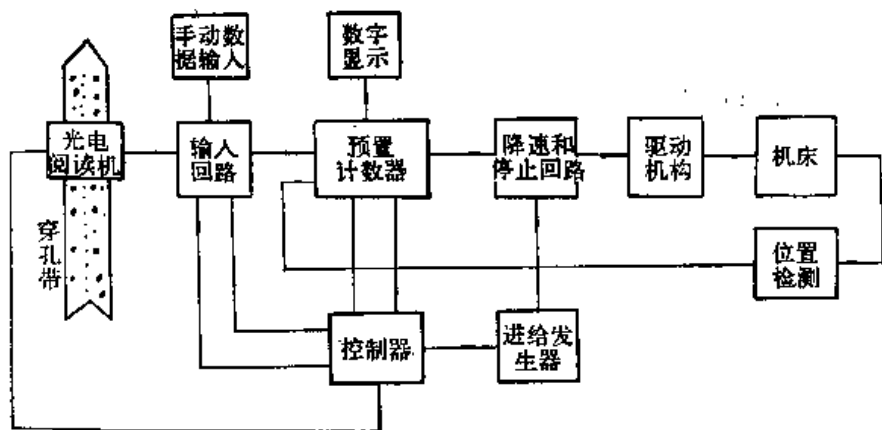 手动数
据输入
数字
显示
光电
阅读机
输入
回路
预置
计数器
降速和
停止回路
驱动
机构
机床
穿孔带
位置
检测
控制器
进给发
生器